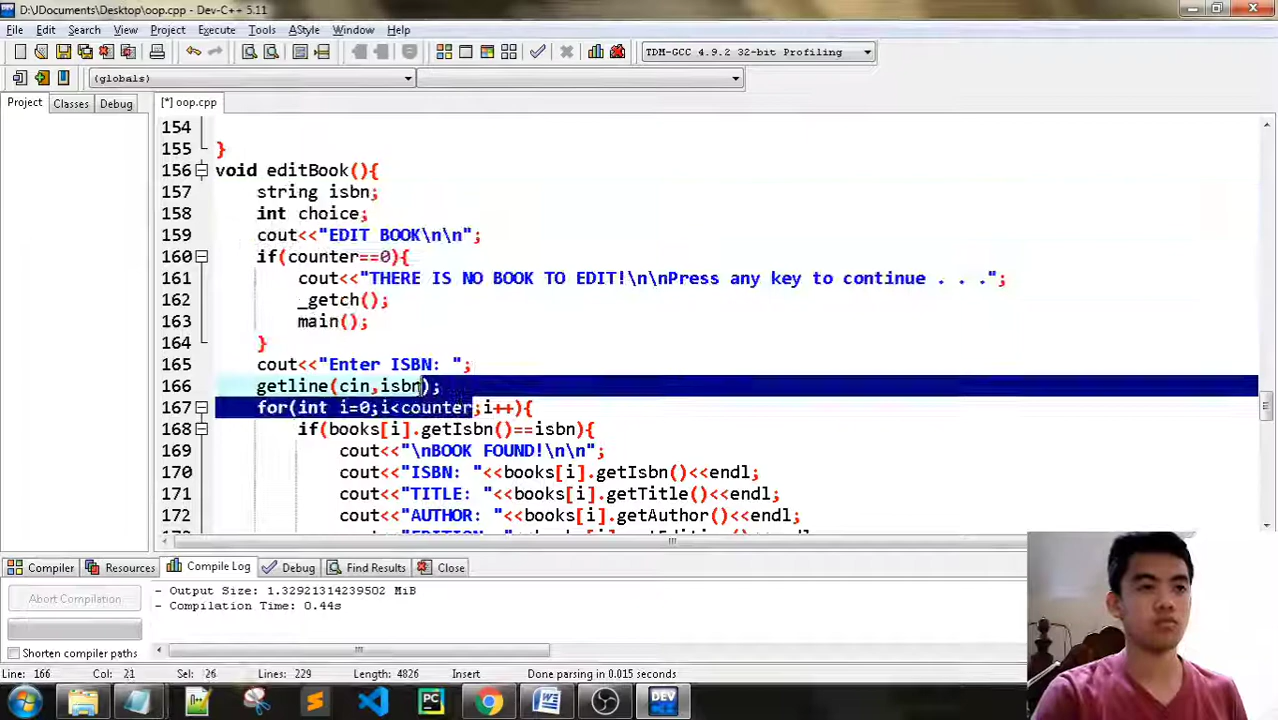 D:\JDocuments\Desktop\oop.cpp - Dev-C++ 5.11
File Edit Search View Project Execute Tools AStyle Window Help
TDM-GCC 4.9.2 32-bit Profiling
(globals)
Project Classes Debug [*] oop.cpp
154
155 }
156 void editBook(){
157 string isbn;
158 int choice;
159 cout<<"EDIT BOOK\n\n";
160 if(counter==0){
161 cout<<"THERE IS NO BOOK TO EDIT!\n\nPress any key to continue . . .";
162 _getch();
163 main();
164 }
165 cout<<"Enter ISBN: ";
166 getline(cin,isbn);
167 for(int i=0;i<counter;i++){
168 if(books[i].getIsbn()==isbn){
169 cout<<"\nBOOK FOUND!\n\n";
170 cout<<"ISBN: "<<books[i].getIsbn()<<endl;
171 cout<<"TITLE: "<<books[i].getTitle()<<endl;
172 cout<<"AUTHOR: "<<books[i].getAuthor()<<endl;
Compiler Resources Compile Log Debug Find Results Close
Abort Compilation
Shorten compiler paths
- Output Size: 1.32921314239502 MiB
- Compilation Time: 0.44s
Line: 166 Col: 21 Sel: 26 Lines: 229 Length: 4826 Insert Done parsing in 0.015 seconds
PC
W
DEV